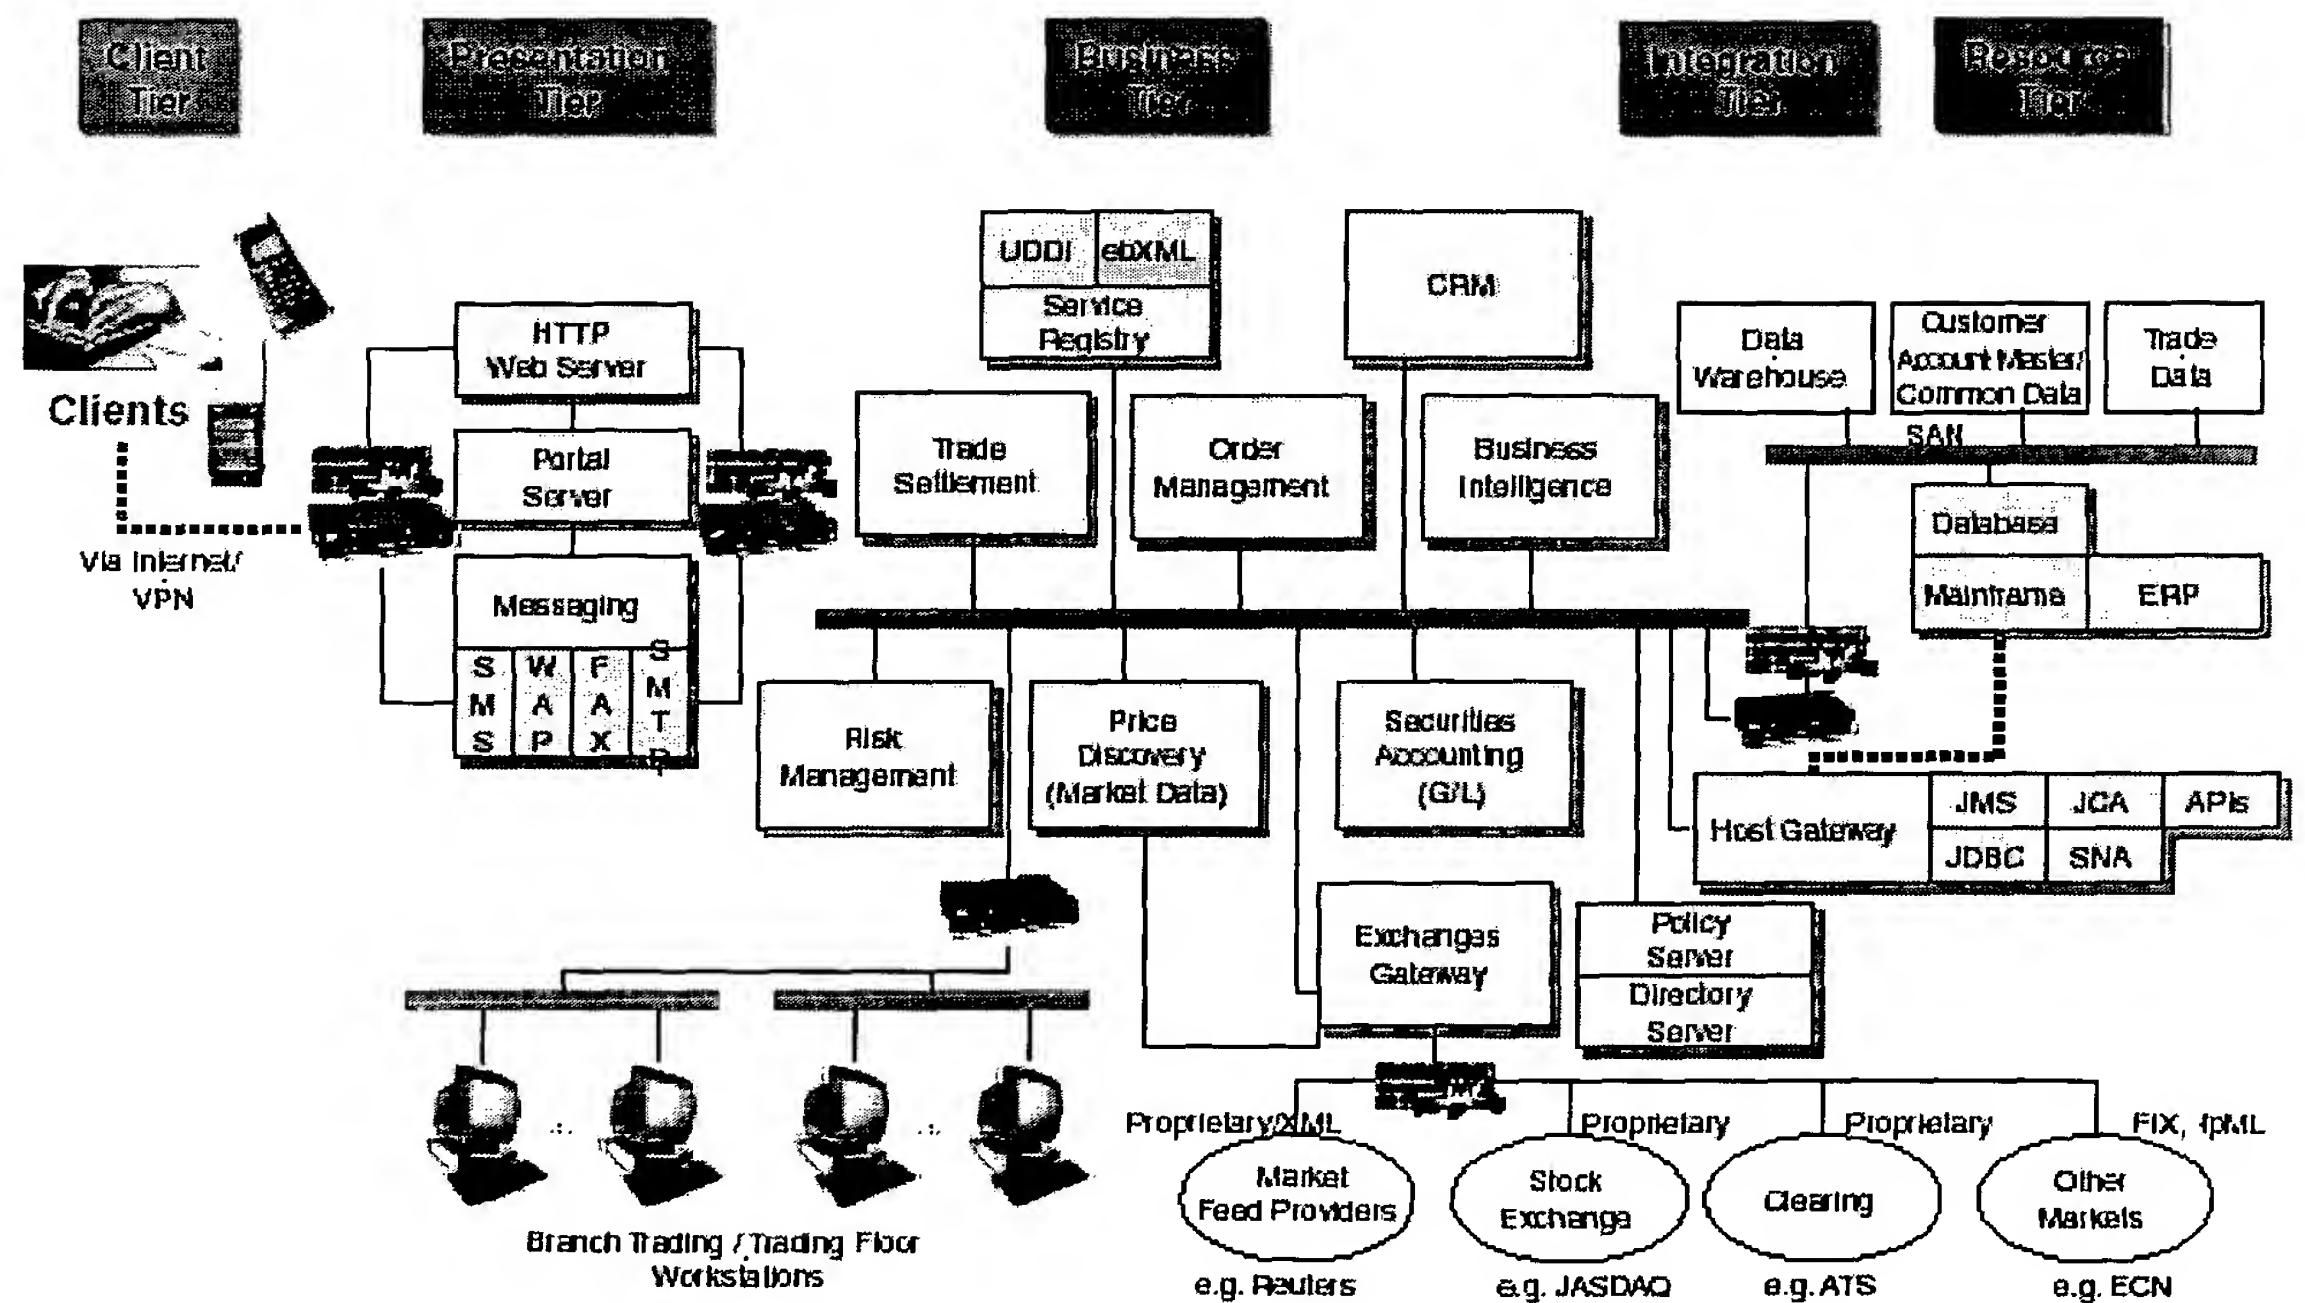 Client
Tier
Presentation
Tier
Business
Tier
Integration
Tier
Resource
Tier
Clients
Via Internet/
VPN
HTTP
Web Server
Portal
Server
Messaging
SMS
WAP
FAX
SMTP
UDDI
ebXML
Service
Registry
CRM
Trade
Settlement
Order
Management
Business
Intelligence
Risk
Management
Price
Discovery
(Market Data)
Securities
Accounting
(G/L)
Exchanges
Gateway
Policy
Server
Directory
Server
Data
Warehouse
Customer
Account Master/
Common Data
Trade
Data
SAN
Database
Mainframe
ERP
Host Gateway
JMS
JCA
APIs
JDBC
SNA
Branch Trading / Trading Floor
Workstations
Proprietary/XML
Proprietary
Proprietary
FIX, fpML
Market
Feed Providers
Stock
Exchange
Clearing
Other
Markets
e.g. Reuters
e.g. JASDAQ
e.g. ATS
e.g. ECN